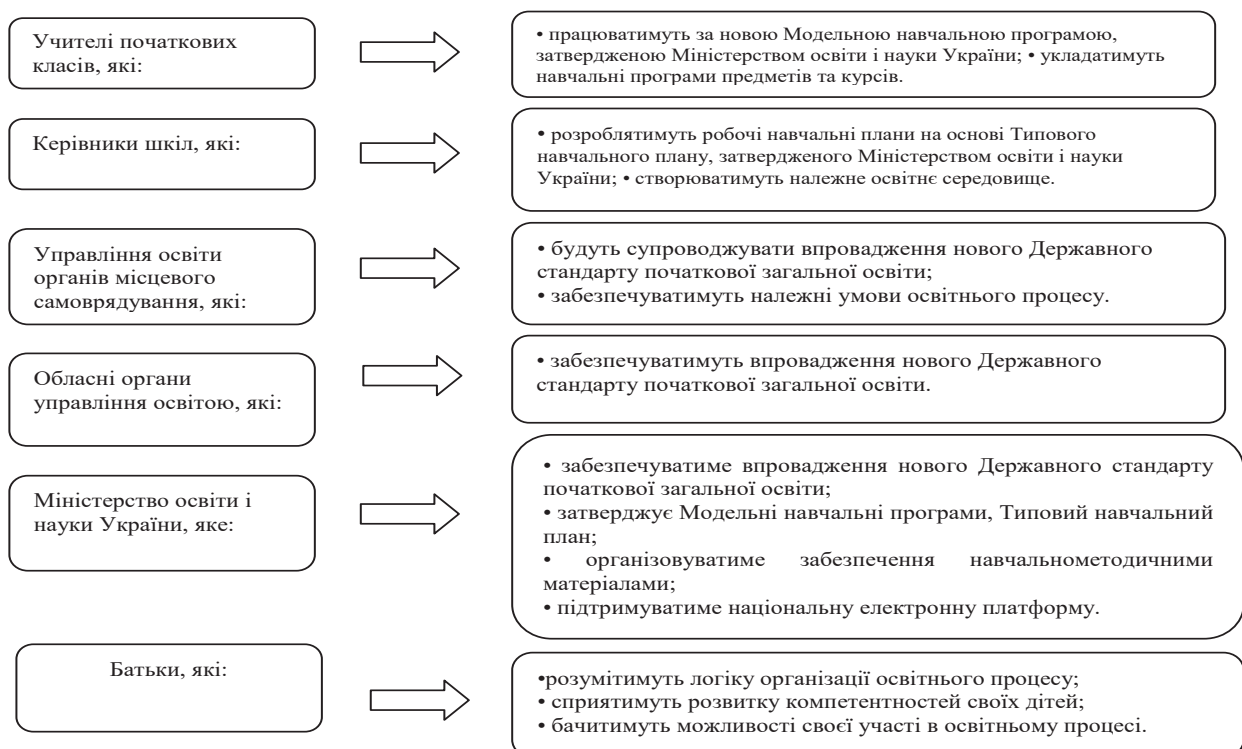 Учителі початкових
класів, які:
• працюватимуть за новою Модельною навчальною програмою,
затвердженою Міністерством освіти і науки України; • укладатимуть
навчальні програми предметів та курсів.
Керівники шкіл, які:
• розроблятимуть робочі навчальні плани на основі Типового
навчального плану, затвердженого Міністерством освіти і науки
України; • створюватимуть належне освітнє середовище.
Управління освіти
органів місцевого
самоврядування, які:
• будуть супроводжувати впровадження нового Державного
стандарту початкової загальної освіти;
• забезпечуватимуть належні умови освітнього процесу.
Обласні органи
управління освітою, які:
• забезпечуватимуть впровадження нового Державного
стандарту початкової загальної освіти.
Міністерство освіти і
науки України, яке:
• забезпечуватиме впровадження нового Державного стандарту
початкової загальної освіти;
• затверджує Модельні навчальні програми, Типовий навчальний
план;
• організовуватиме забезпечення навчальнометодичними
матеріалами;
• підтримуватиме національну електронну платформу.
Батьки, які:
•розумітимуть логіку організації освітнього процесу;
• сприятимуть розвитку компетентностей своїх дітей;
• бачитимуть можливості своєї участі в освітньому процесі.